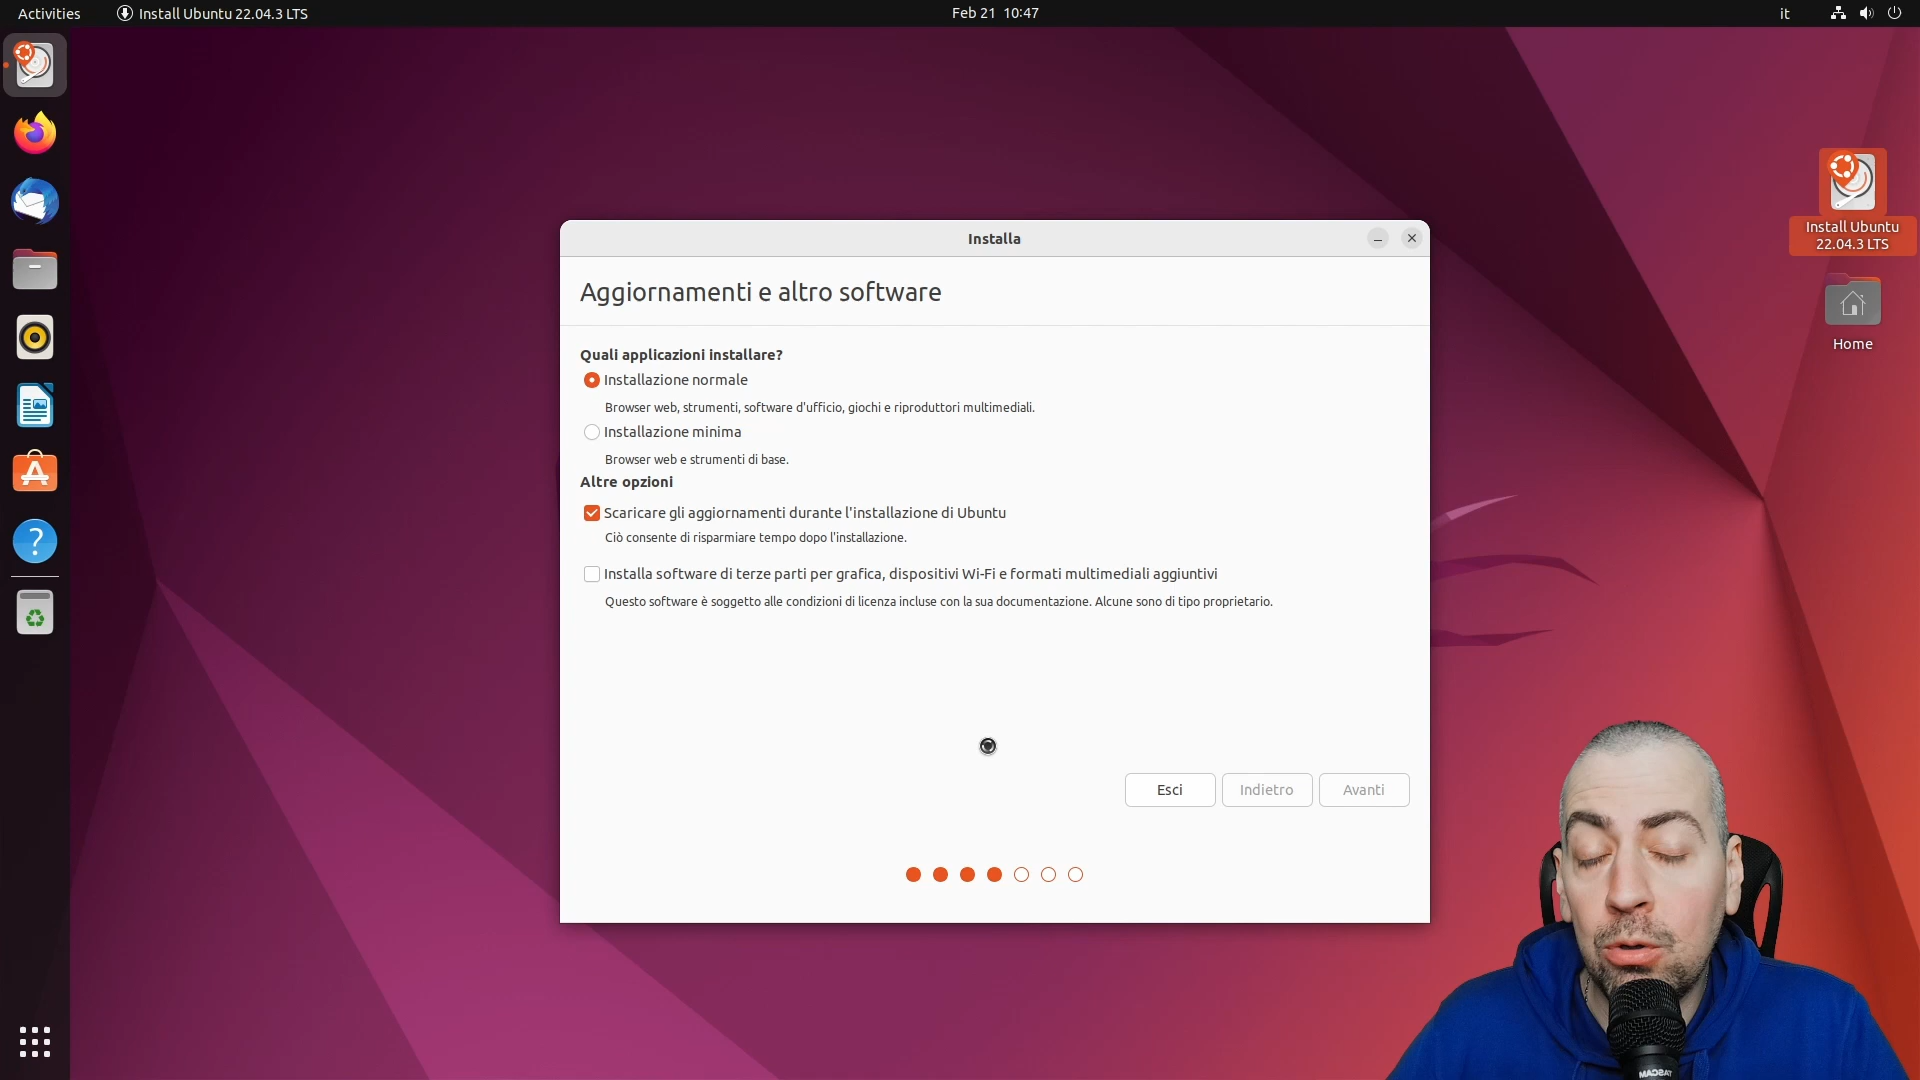 Activities
Install Ubuntu 22.04.3 LTS
Feb 21 10:47
it
Install Ubuntu
22.04.3 LTS
Home
Installa
Aggiornamenti e altro software
Quali applicazioni installare?
Installazione normale
Browser web, strumenti, software d'ufficio, giochi e riproduttori multimediali.
Installazione minima
Browser web e strumenti di base.
Altre opzioni
Scaricare gli aggiornamenti durante l'installazione di Ubuntu
Ciò consente di risparmiare tempo dopo l'installazione.
Installa software di terze parti per grafica, dispositivi Wi-Fi e formati multimediali aggiuntivi
Questo software è soggetto alle condizioni di licenza incluse con la sua documentazione. Alcune sono di tipo proprietario.
Esci
Indietro
Avanti
TASCAM